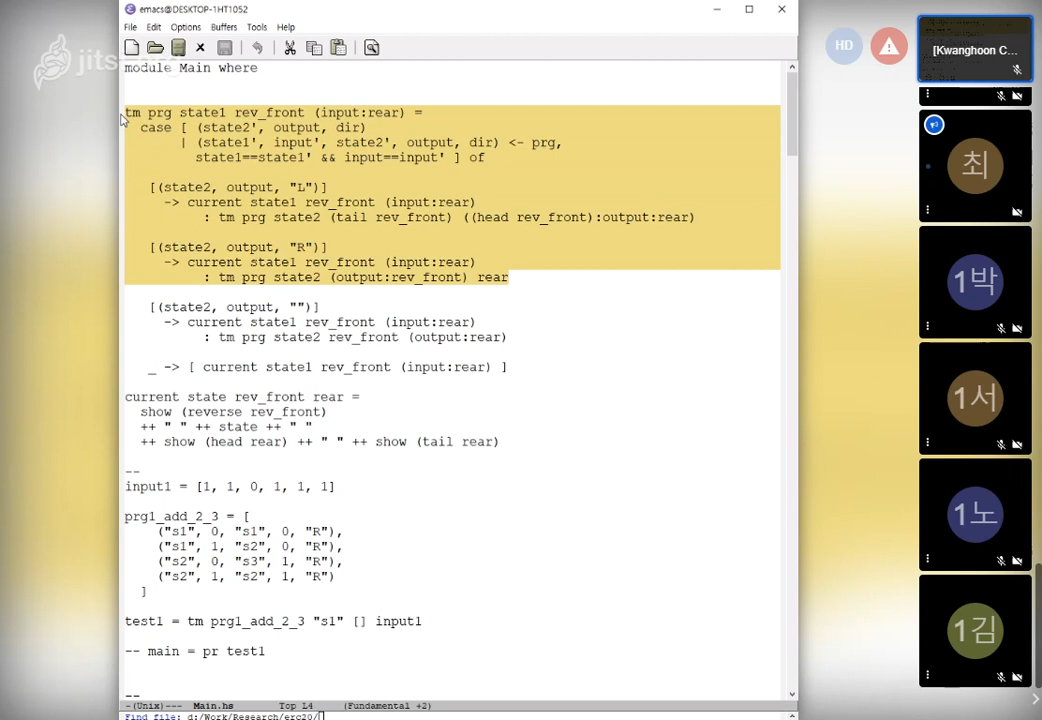 emacs@DESKTOP-1HT1052
File Edit Options Buffers Tools Help
jitsi
module Main where
tm prg state1 rev_front (input:rear) =
  case [ (state2', output, dir)
       | (state1', input', state2', output, dir) <- prg,
         state1==state1' && input==input' ] of
   [(state2, output, "L")]
     -> current state1 rev_front (input:rear)
          : tm prg state2 (tail rev_front) ((head rev_front):output:rear)
   [(state2, output, "R")]
     -> current state1 rev_front (input:rear)
          : tm prg state2 (output:rev_front) rear
   [(state2, output, "")]
     -> current state1 rev_front (input:rear)
          : tm prg state2 rev_front (output:rear)
   _ -> [ current state1 rev_front (input:rear) ]
current state rev_front rear =
  show (reverse rev_front)
  ++ " " ++ state ++ " "
  ++ show (head rear) ++ " " ++ show (tail rear)
--
input1 = [1, 1, 0, 1, 1, 1]
prg1_add_2_3 = [
    ("s1", 0, "s1", 0, "R"),
    ("s1", 1, "s2", 0, "R"),
    ("s2", 0, "s3", 1, "R"),
    ("s2", 1, "s2", 1, "R")
  ]
test1 = tm prg1_add_2_3 "s1" [] input1
-- main = pr test1
--
-(Unix)-- Main.hs Top L4 (Fundamental +2)
Find file: d:/Work/Research/erc20/
HD
[Kwanghoon C...
최
1박
1서
1노
1김